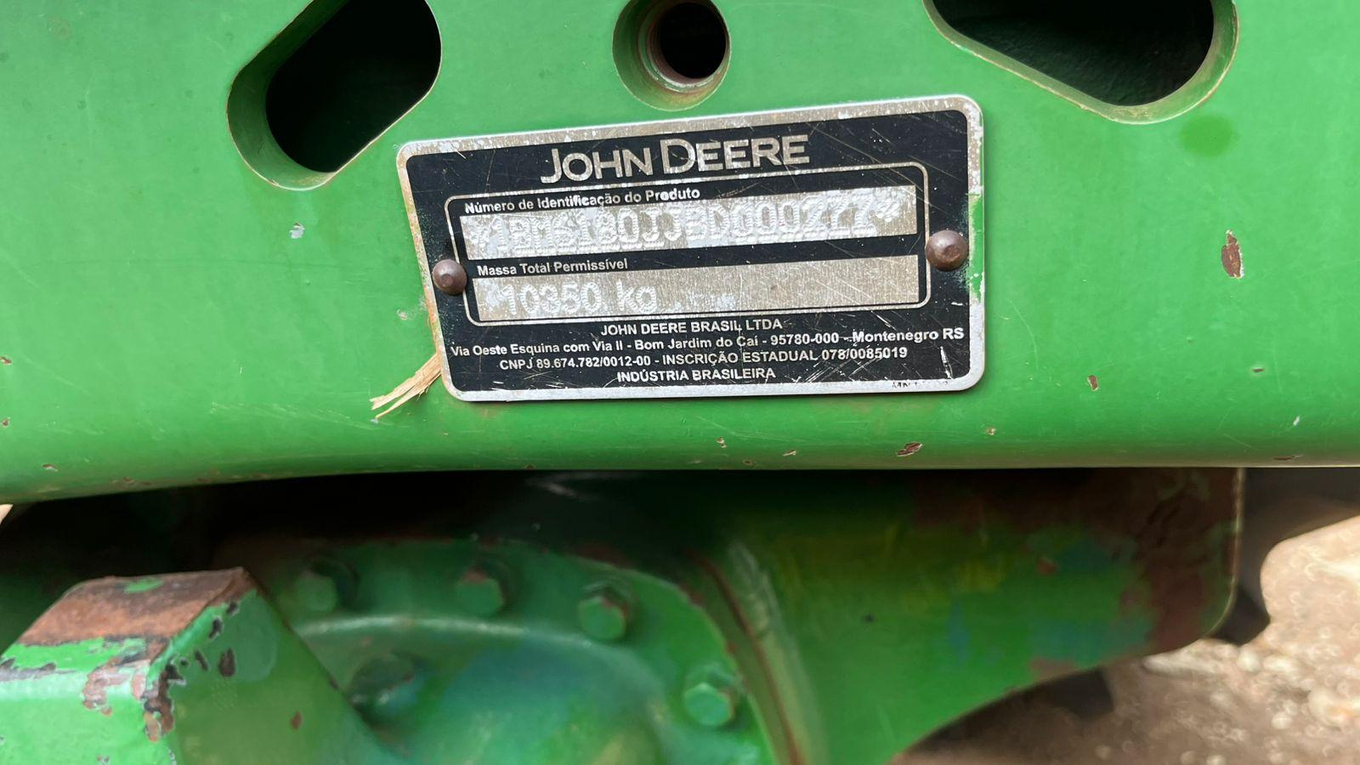 JOHN DEERE
Número de Identificação do Produto
Massa Total Permissível
*10350 kg
JOHN DEERE BRASIL LTDA
Via Oeste Esquina com Via II - Bom Jardim do Caí - 95780-000 - Montenegro RS
CNPJ 89.674.782/0012-00 - INSCRIÇÃO ESTADUAL 078/0085019
INDÚSTRIA BRASILEIRA